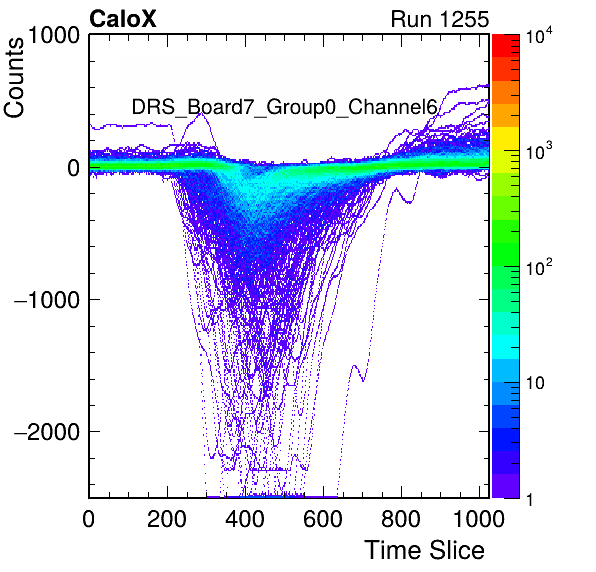 CaloX Run 1255
Counts
DRS_Board7_Group0_Channel6
1000
0
−1000
−2000
0 200 400 600 800 1000
Time Slice
10⁴
10³
10²
10
1